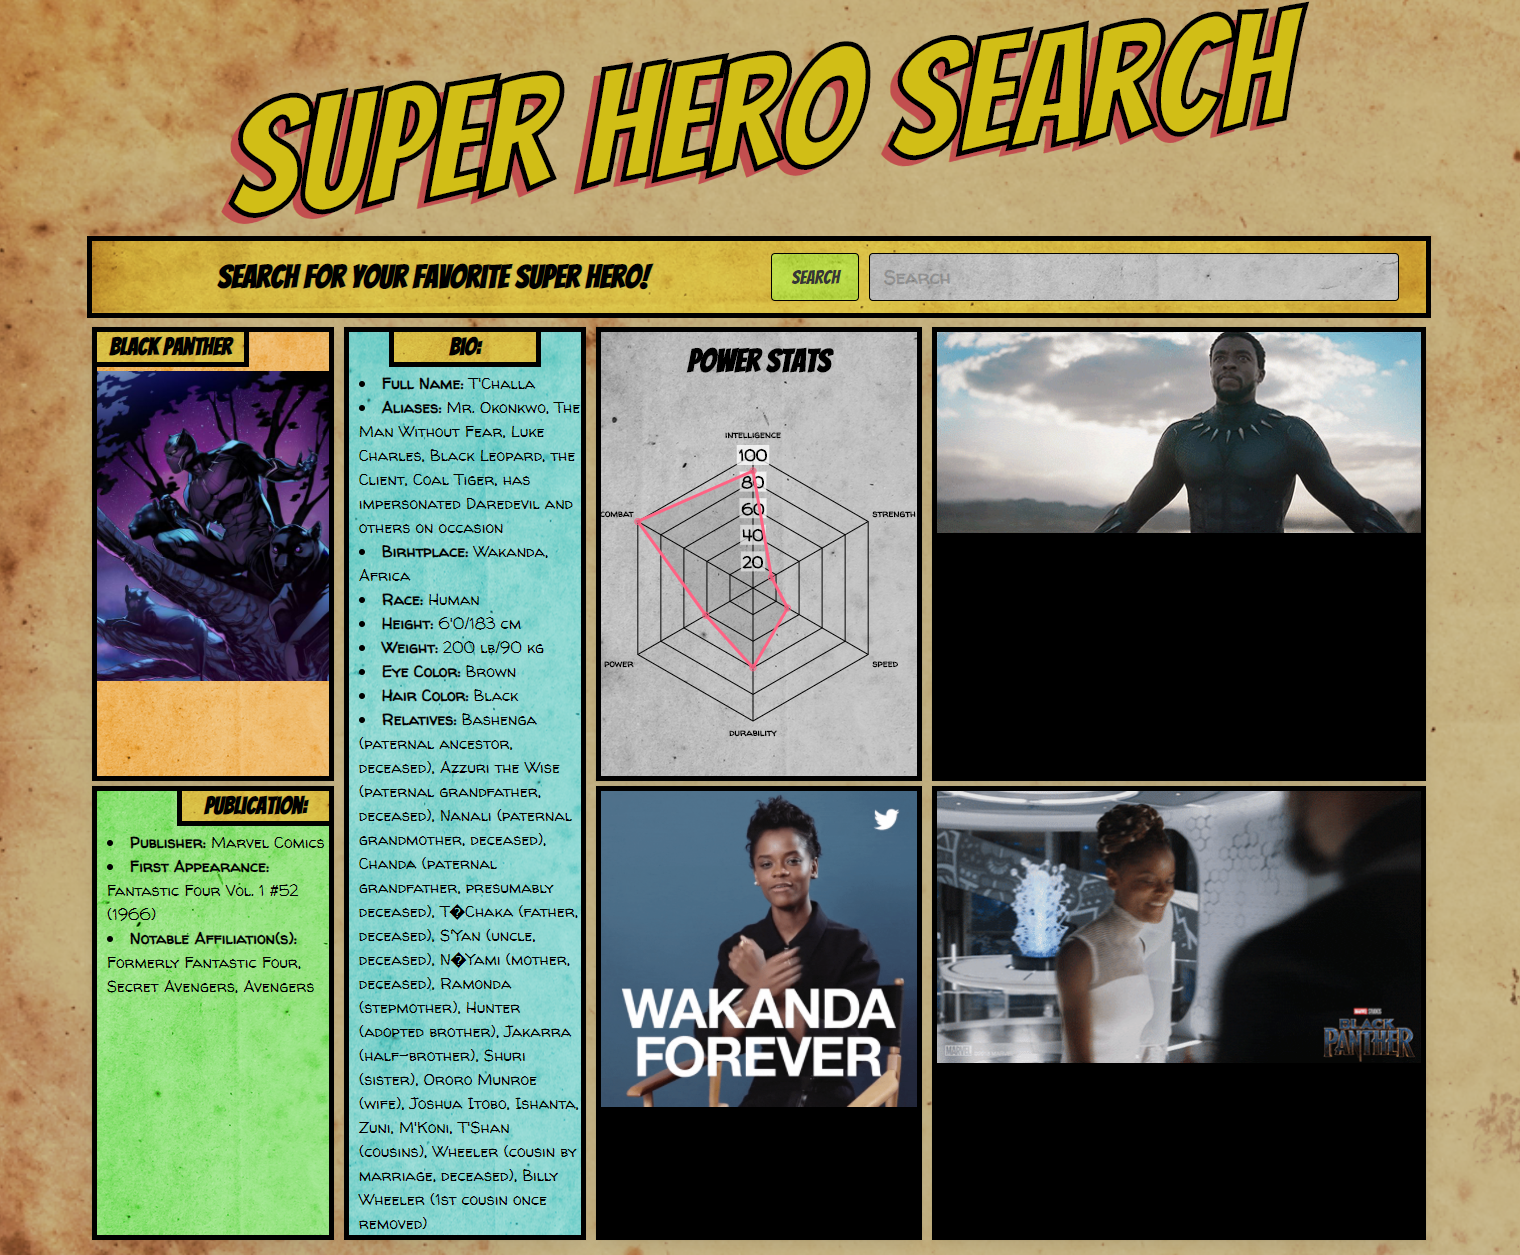 SUPER HERO SEARCH
SEARCH FOR YOUR FAVORITE SUPER HERO!
SEARCH
Search
BLACK PANTHER
BIO:
• Full Name: T'Challa
• Aliases: Mr. Okonkwo, The
Man Without Fear, Luke
Charles, Black Leopard, the
Client, Coal Tiger, has
impersonated Daredevil and
others on occasion
• Birhtplace: Wakanda,
Africa
• Race: Human
• Height: 6'0/183 cm
• Weight: 200 lb/90 kg
• Eye Color: Brown
• Hair Color: Black
• Relatives: Bashenga
(paternal ancestor,
deceased), Azzuri the Wise
(paternal grandfather,
deceased), Nanali (paternal
grandmother, deceased),
Chanda (paternal
grandfather, presumably
deceased), T�Chaka (father,
deceased), S'Yan (uncle,
deceased), N�Yami (mother,
deceased), Ramonda
(stepmother), Hunter
(adopted brother), Jakarra
(half-brother), Shuri
(sister), Ororo Munroe
(wife), Joshua Itobo, Ishanta,
Zuni, M'Koni, T'Shan
(cousins), Wheeler (cousin by
marriage, deceased), Billy
Wheeler (1st cousin once
removed)
PUBLICATION:
• Publisher: Marvel Comics
• First Appearance:
Fantastic Four Vol. 1 #52
(1966)
• Notable Affiliation(s):
Formerly Fantastic Four,
Secret Avengers, Avengers
POWER STATS
INTELLIGENCE
100
80
60
40
20
COMBAT
STRENGTH
POWER
SPEED
DURABILITY
WAKANDA
FOREVER
MARVEL STUDIOS
BLACK
PANTHER
MARVEL